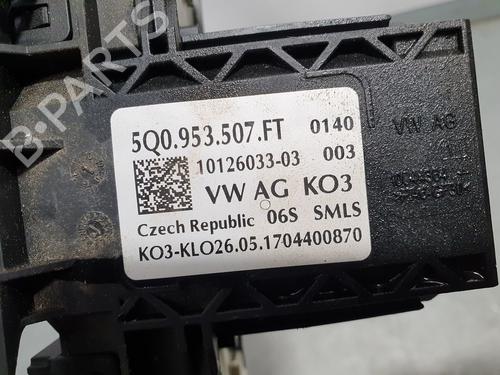 B-PARTS
5Q0.953.507.FT 0140
10126033-03 003
VW AG KO3
Czech Republic 06S SMLS
KO3-KLO26.05.1704400870
VW AG